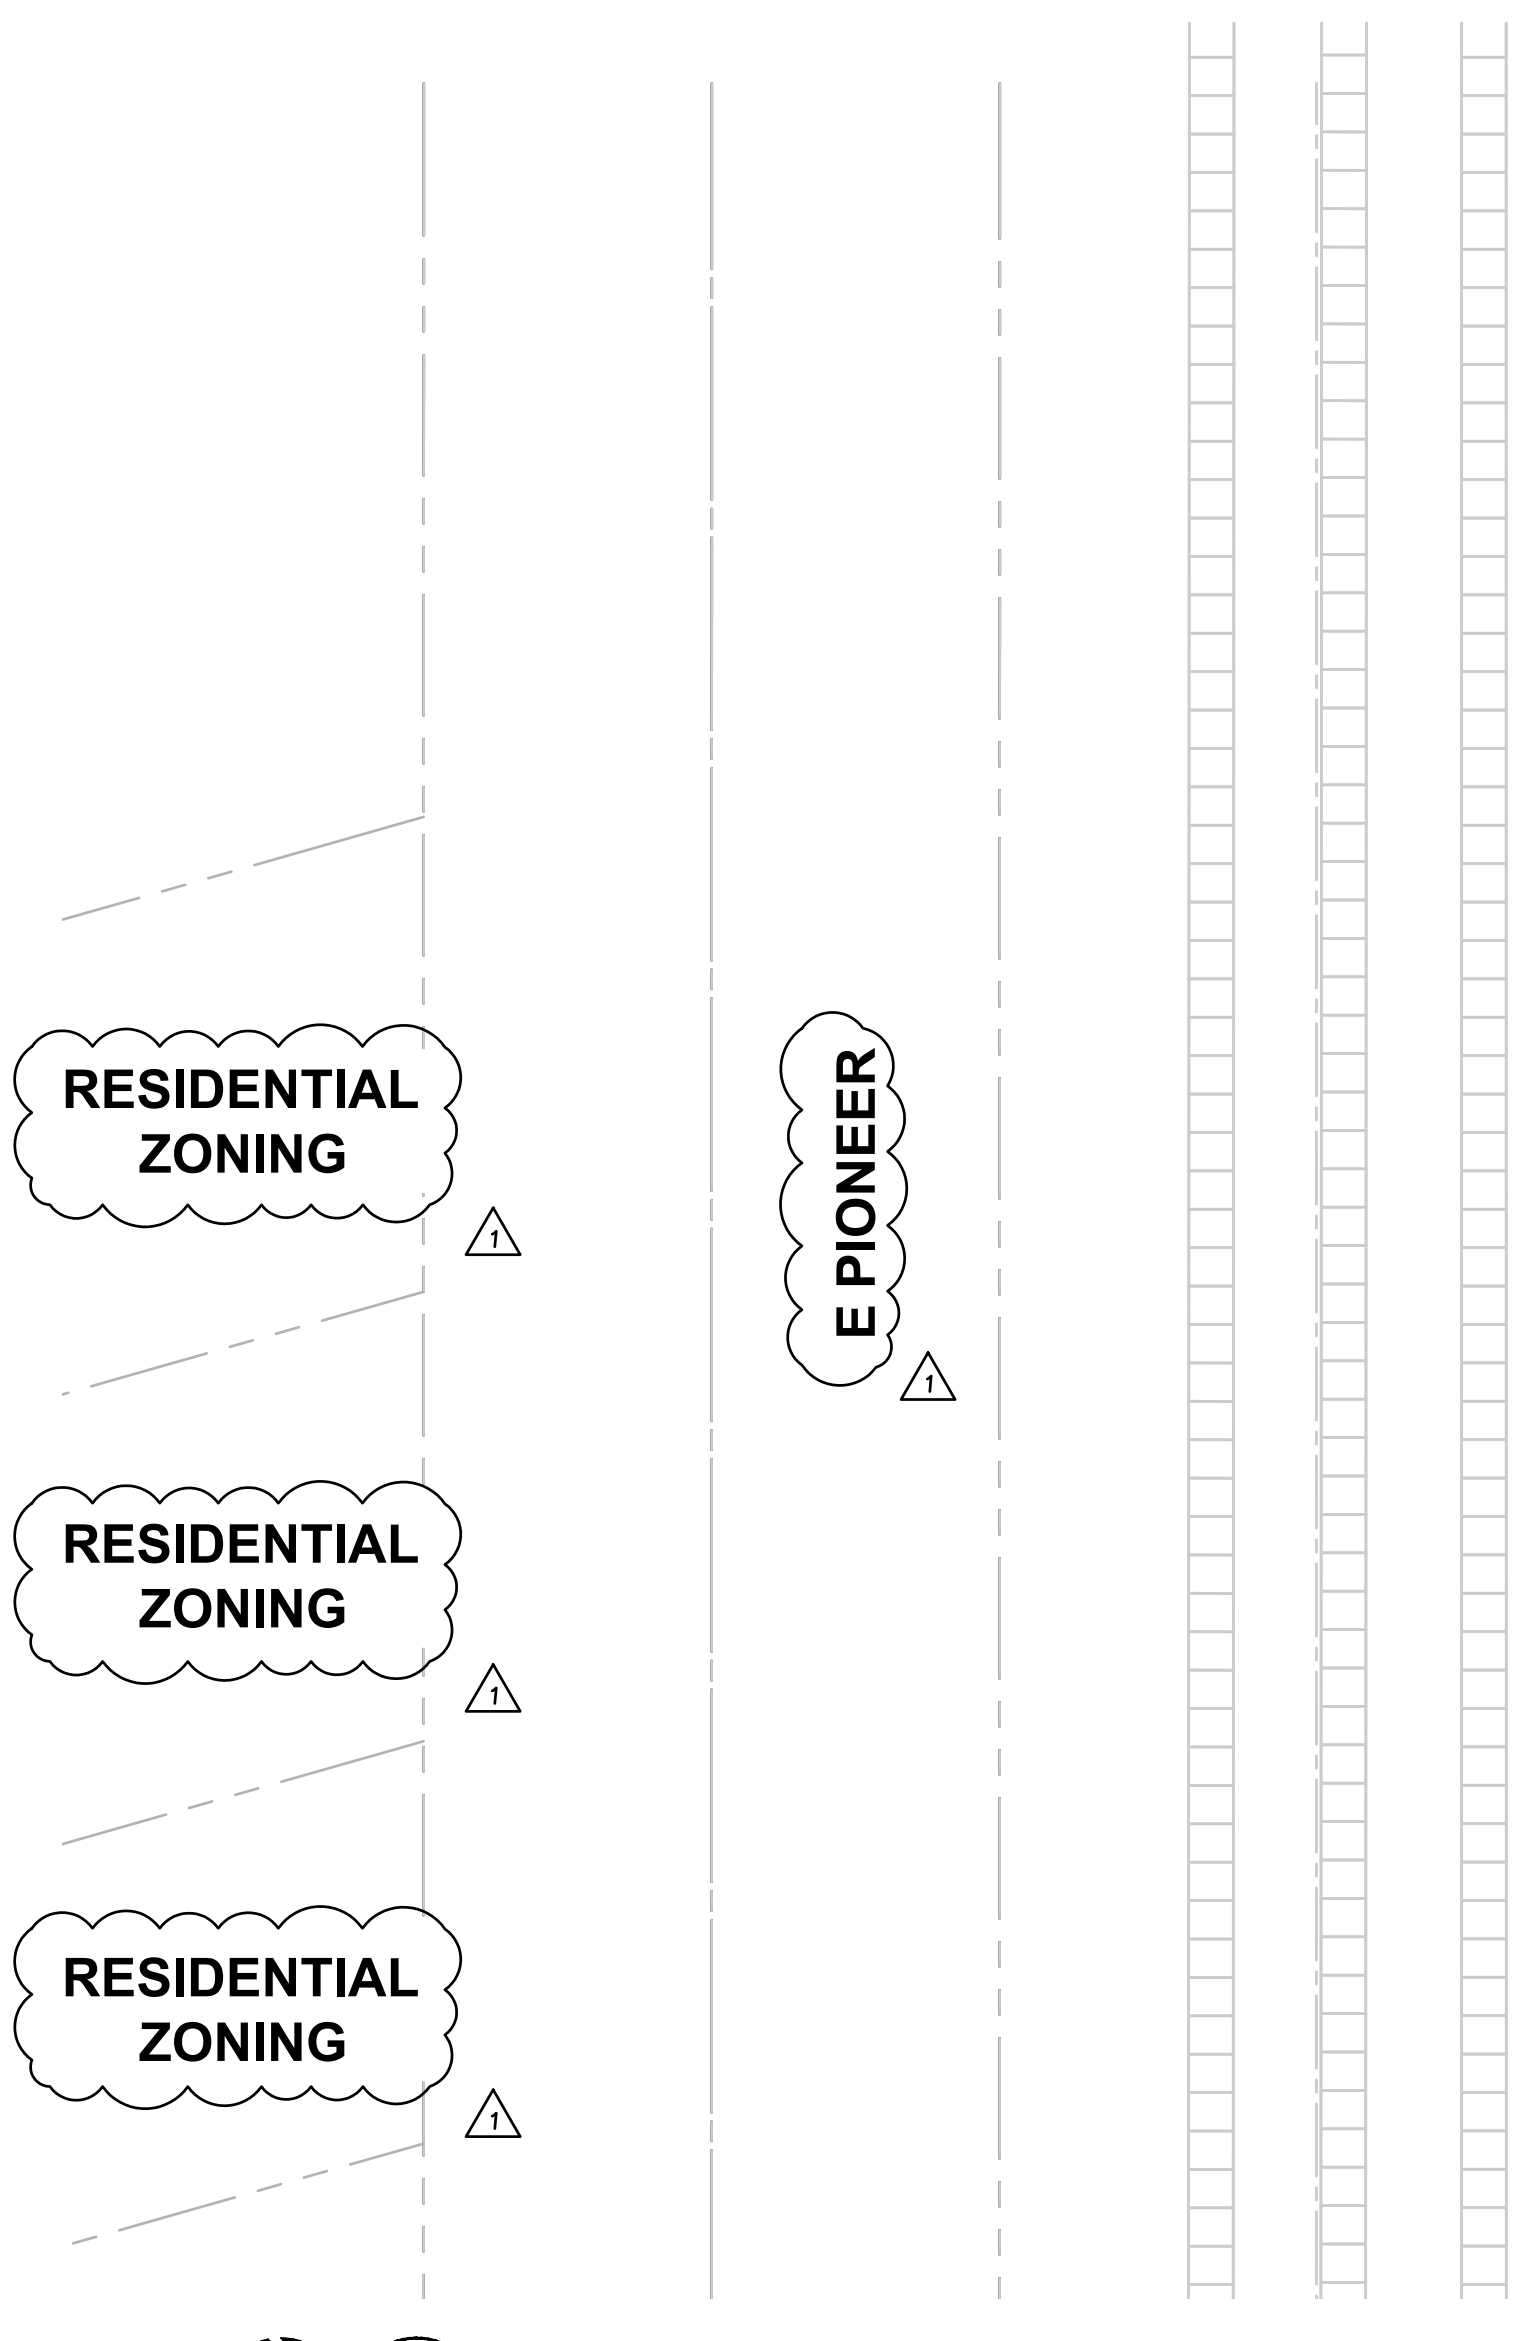 RESIDENTIAL
ZONING
1
E PIONEER
1
RESIDENTIAL
ZONING
1
RESIDENTIAL
ZONING
1